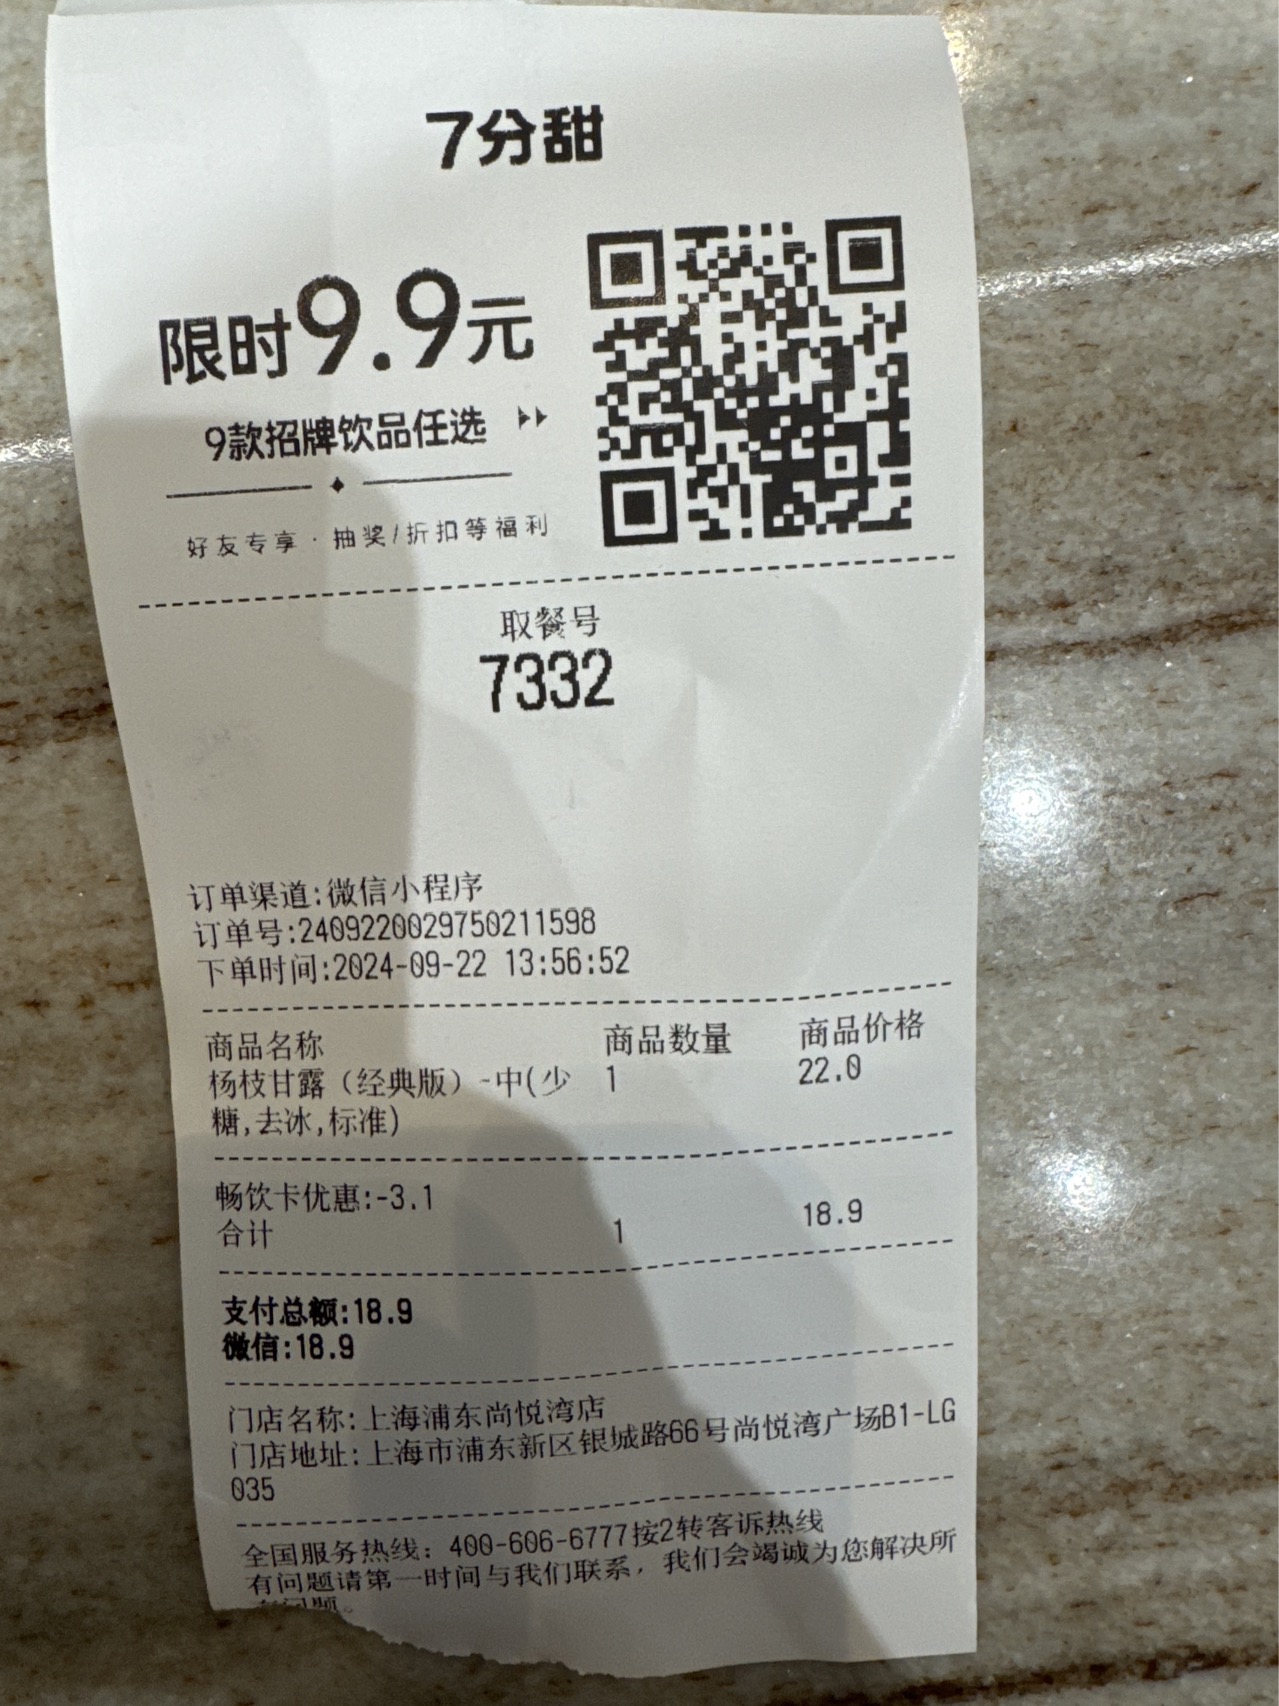 7分甜
限时9.9元
9款招牌饮品任选
好友专享·抽奖/折扣等福利
取餐号
7332
订单渠道:微信小程序
订单号:2409220029750211598
下单时间:2024-09-22 13:56:52
商品名称 商品数量 商品价格
杨枝甘露（经典版）-中(少 1 22.0
糖,去冰,标准)
畅饮卡优惠:-3.1
合计 1 18.9
支付总额:18.9
微信:18.9
门店名称:上海浦东尚悦湾店
门店地址:上海市浦东新区银城路66号尚悦湾广场B1-LG
035
全国服务热线：400-606-6777按2转客诉热线
有问题请第一时间与我们联系，我们会竭诚为您解决所
有问题。